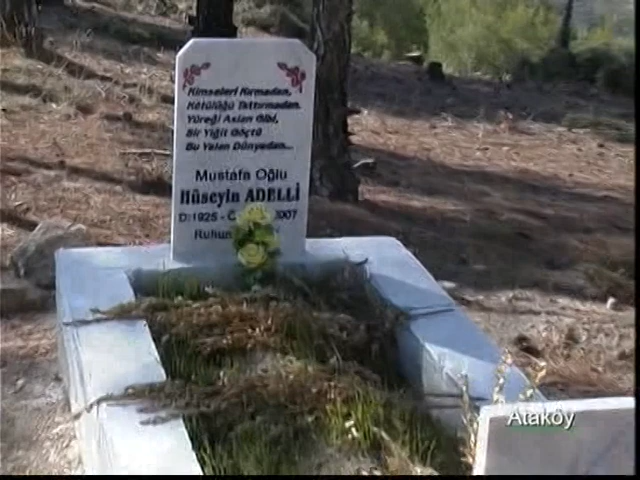 Kimseleri Kırmadan,
Kötülüğü Tattırmadan.
Yüreği Aslan Gibi,
Bir Yiğit Göçtü
Bu Yalan Dünyadan...
Mustafa Oğlu
Hüseyin ADELLİ
D:1925 - 2007
Ataköy